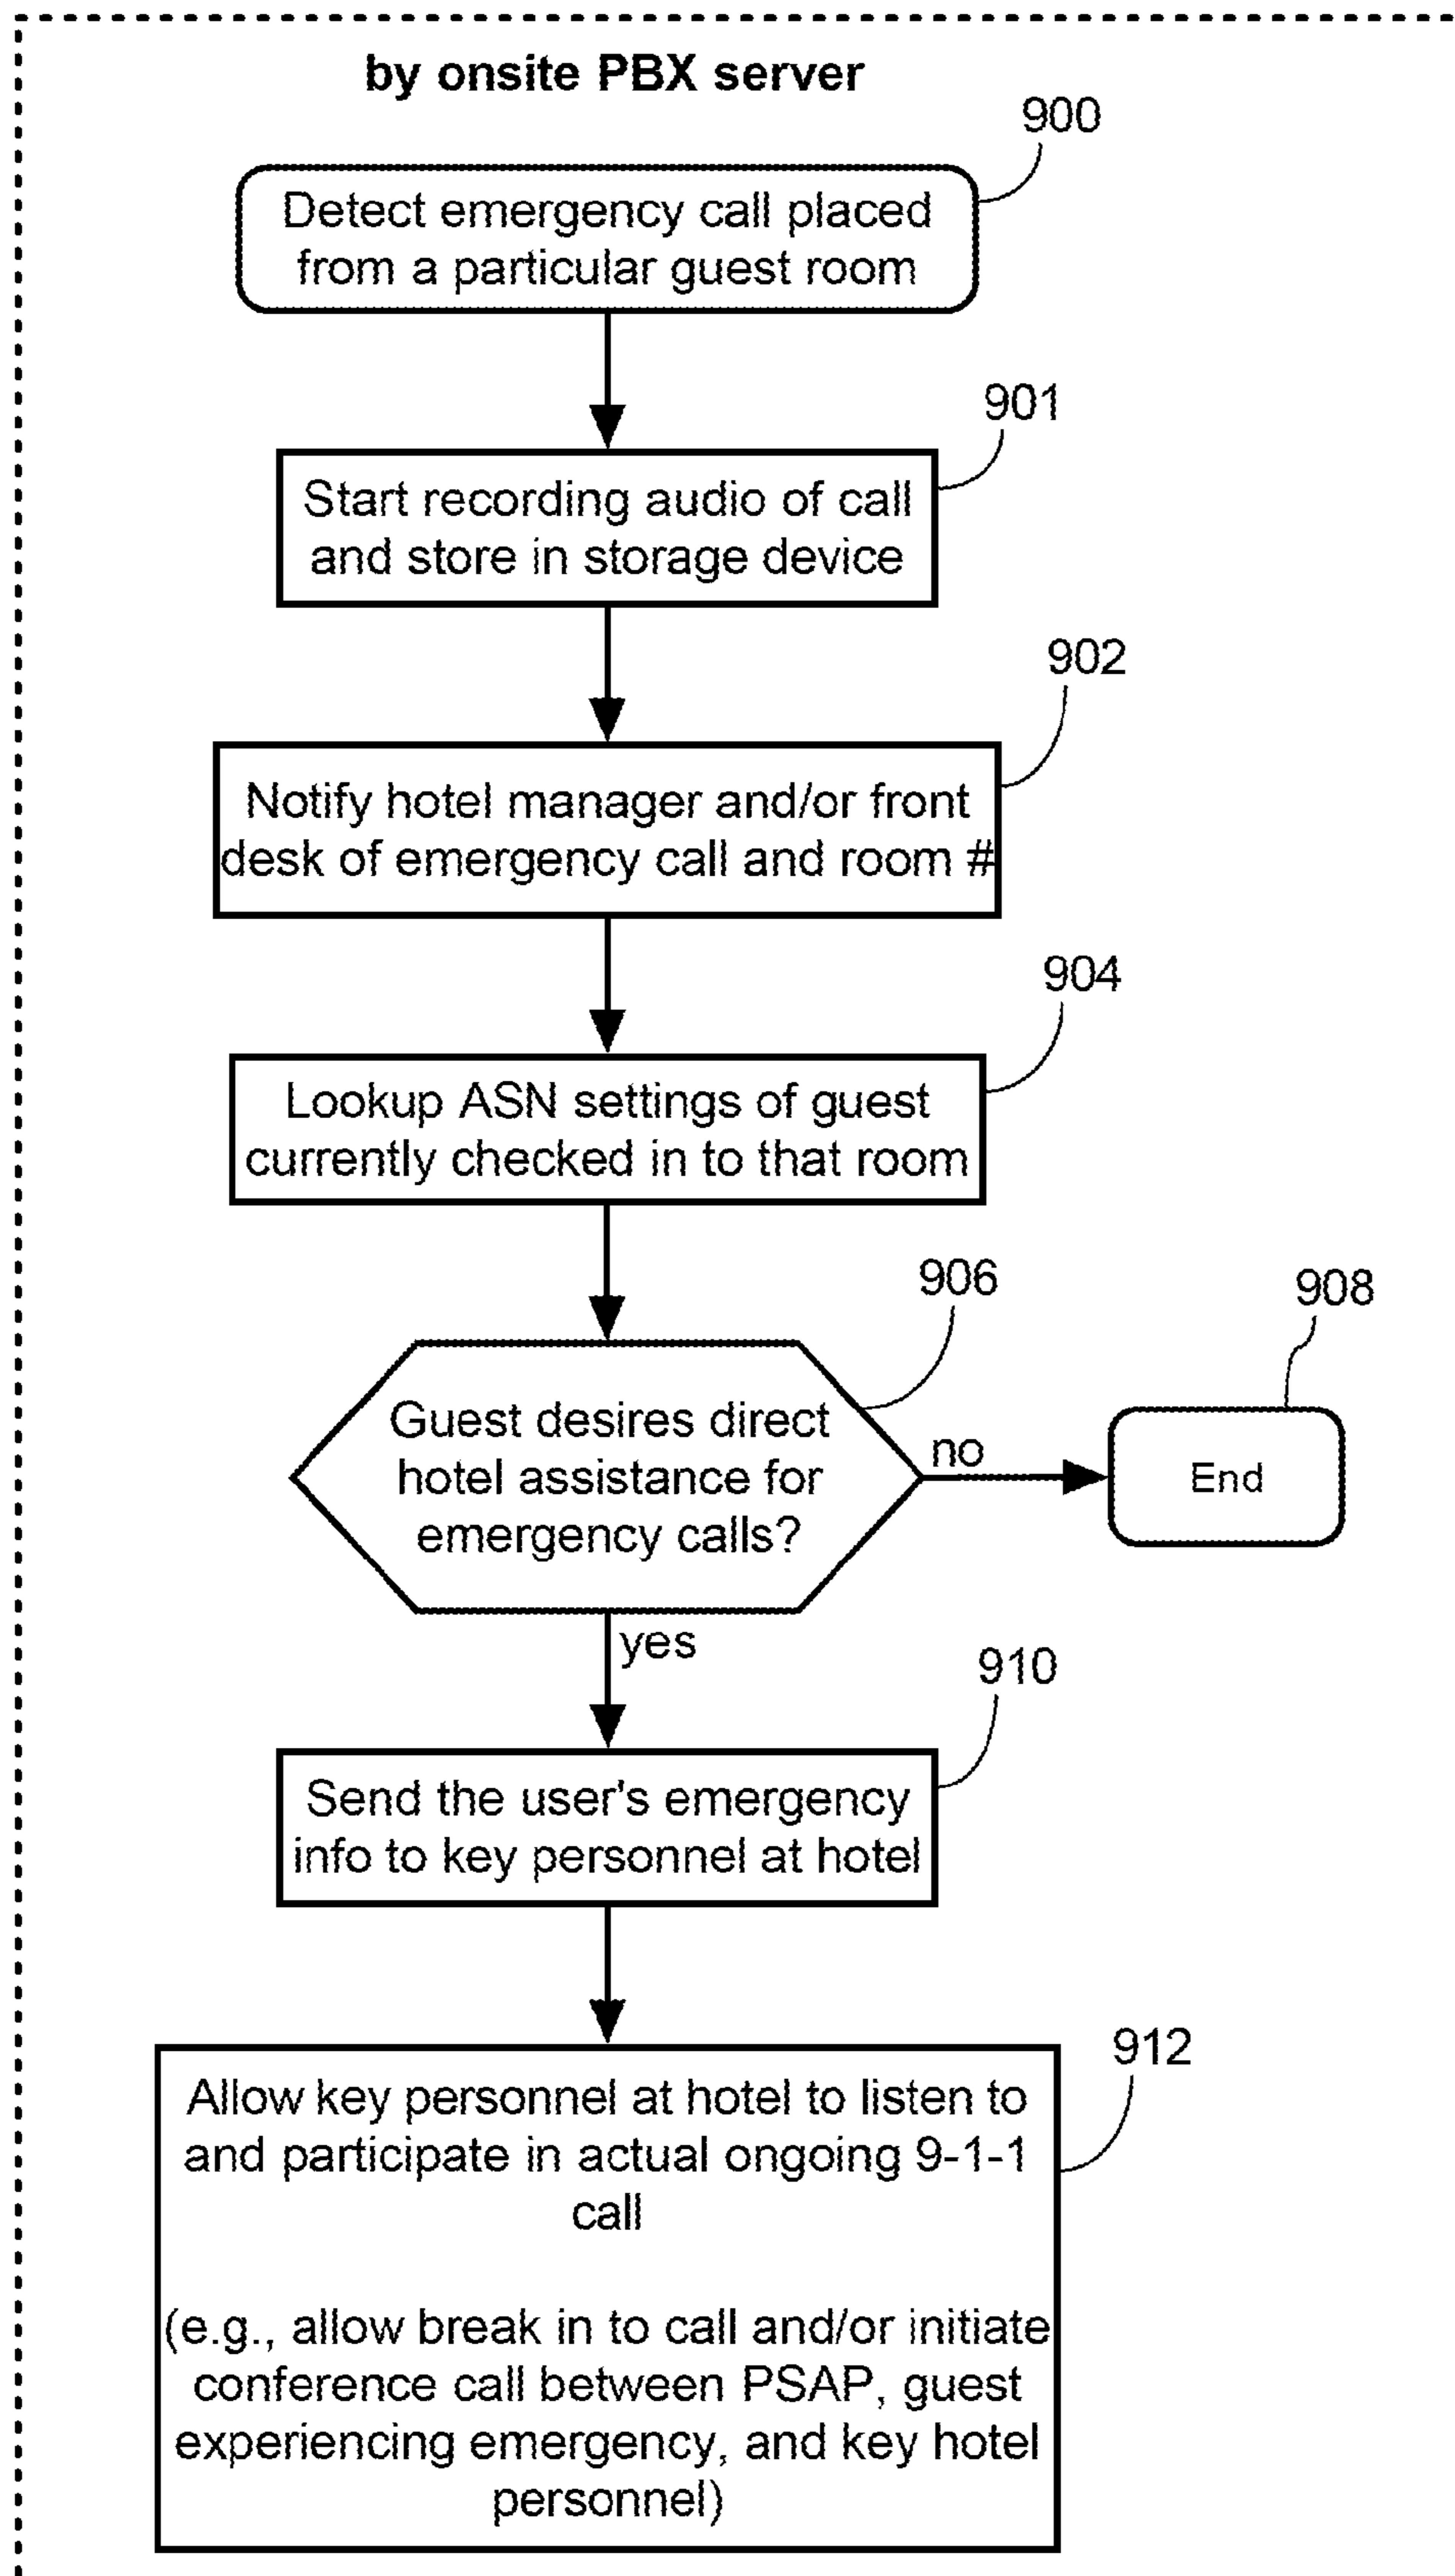 by onsite PBX server
900
Detect emergency call placed
from a particular guest room
901
Start recording audio of call
and store in storage device
902
Notify hotel manager and/or front
desk of emergency call and room #
904
Lookup ASN settings of guest
currently checked in to that room
906
908
Guest desires direct
hotel assistance for
emergency calls?
no
End
yes
910
Send the user's emergency
info to key personnel at hotel
912
Allow key personnel at hotel to listen to
and participate in actual ongoing 9-1-1
call
(e.g., allow break in to call and/or initiate
conference call between PSAP, guest
experiencing emergency, and key hotel
personnel)